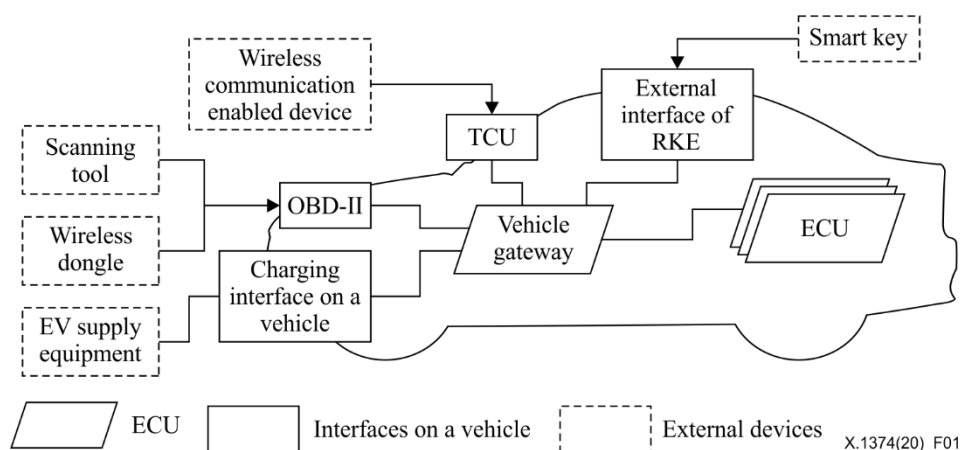 Smart key
Wireless
communication
enabled device
External
interface of
RKE
TCU
Scanning
tool
OBD-II
Wireless
dongle
Vehicle
gateway
ECU
Charging
interface on a
vehicle
EV supply
equipment
ECU
Interfaces on a vehicle
External devices
X.1374(20)_F01